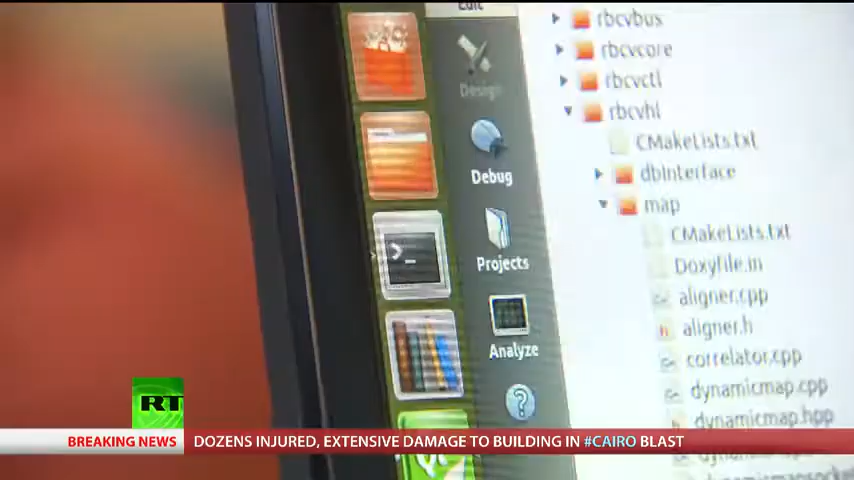 Edit
Design
Debug
Projects
Analyze
rbcvbus
rbcvcore
rbcvctl
rbcvhl
CMakeLists.txt
dbInterface
map
CMakeLists.txt
Doxyfile.in
aligner.cpp
aligner.h
correlator.cpp
dynamicmap.cpp
dynamicmap.hpp
RT
BREAKING NEWS
DOZENS INJURED, EXTENSIVE DAMAGE TO BUILDING IN #CAIRO BLAST